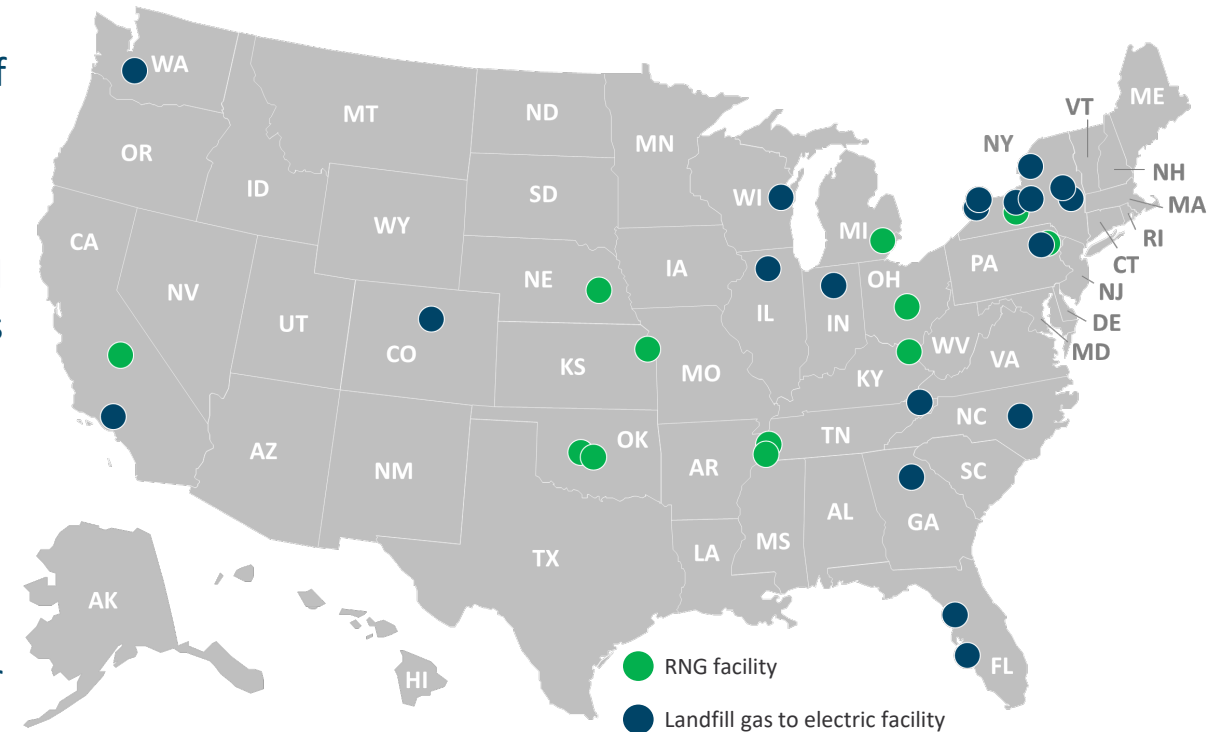 WA
MT
ND
MN
OR
ID
SD
WI
WY
MI
NY
VT
ME
NH
MA
RI
CT
NJ
DE
MD
CA
NV
UT
CO
NE
IA
IL
IN
OH
PA
WV
VA
KS
MO
KY
AZ
NM
OK
AR
TN
NC
SC
TX
LA
MS
AL
GA
FL
AK
HI
RNG facility
Landfill gas to electric facility